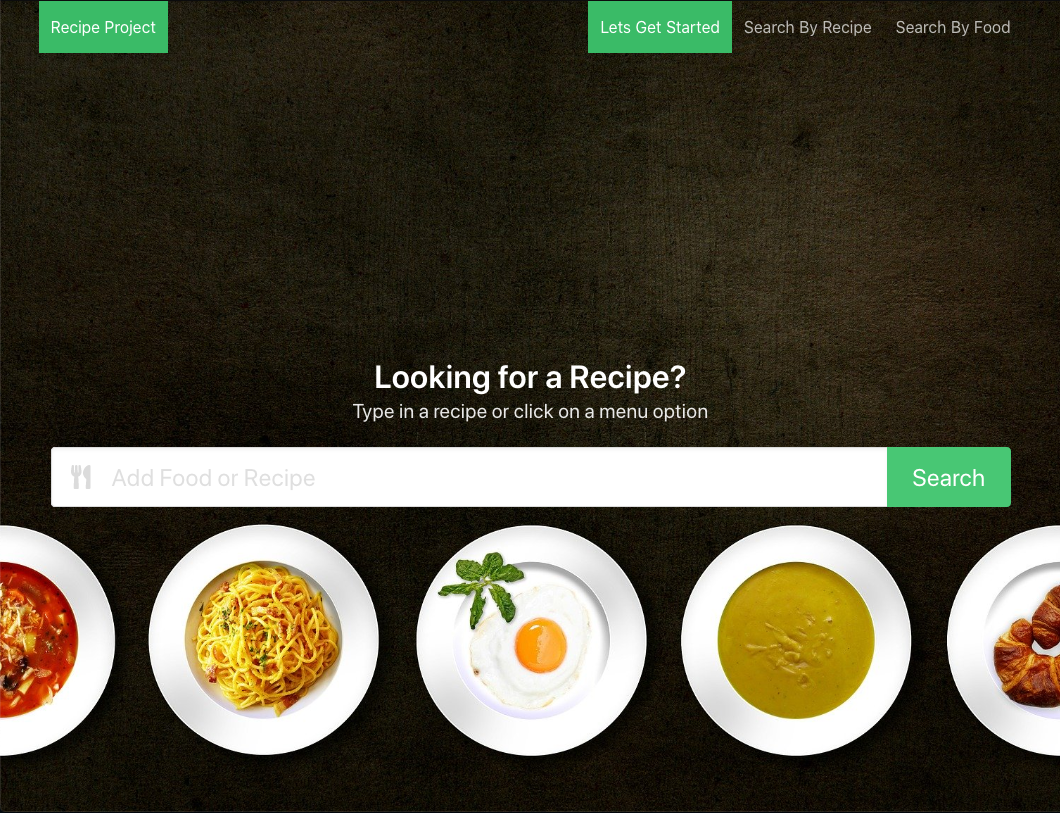 Recipe Project
Lets Get Started
Search By Recipe
Search By Food
Looking for a Recipe?
Type in a recipe or click on a menu option
Add Food or Recipe
Search